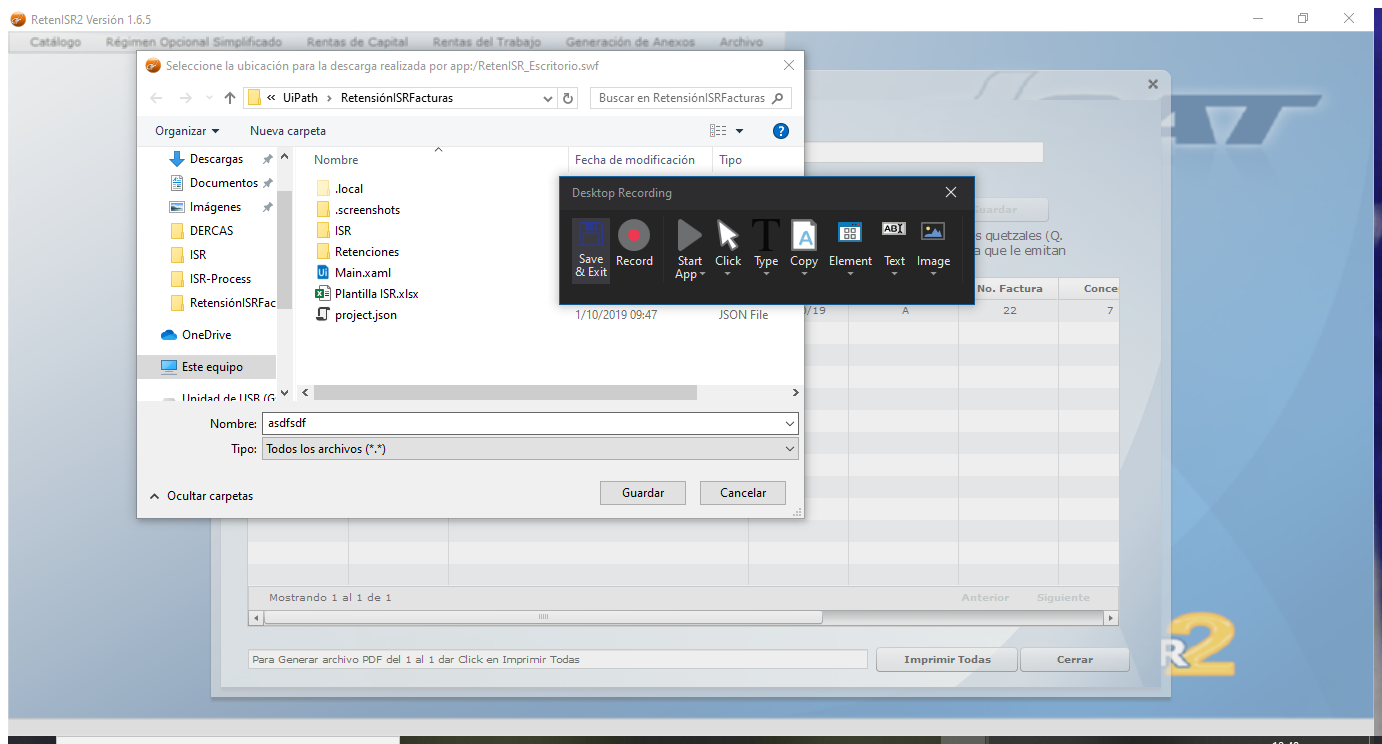 RetenISR2 Versión 1.6.5
Catálogo Régimen Opcional Simplificado Rentas de Capital Rentas del Trabajo Generación de Anexos Archivo
Seleccione la ubicación para la descarga realizada por app:/RetenISR_Escritorio.swf
« UiPath › RetensiónISRFacturas
Buscar en RetensiónISRFacturas
Organizar Nueva carpeta
?
Descargas
Documentos
Imágenes
DERCAS
ISR
ISR-Process
RetensiónISRFac
OneDrive
Este equipo
Unidad de USB (G
Nombre Fecha de modificación Tipo
.local
.screenshots
ISR
Retenciones
Main.xaml
Plantilla ISR.xlsx
project.json 1/10/2019 09:47 JSON File
Desktop Recording
Save & Exit
Record
Start App
Click
Type
Copy
Element
Text
Image
Nombre: asdfsdf
Tipo: Todos los archivos (*.*)
Ocultar carpetas
Guardar Cancelar
AT
uardar
s quetzales (Q.
a que le emitan
No. Factura Conce
/19 A 22 7
Mostrando 1 al 1 de 1 Anterior Siguiente
Para Generar archivo PDF del 1 al 1 dar Click en Imprimir Todas
Imprimir Todas Cerrar
R2